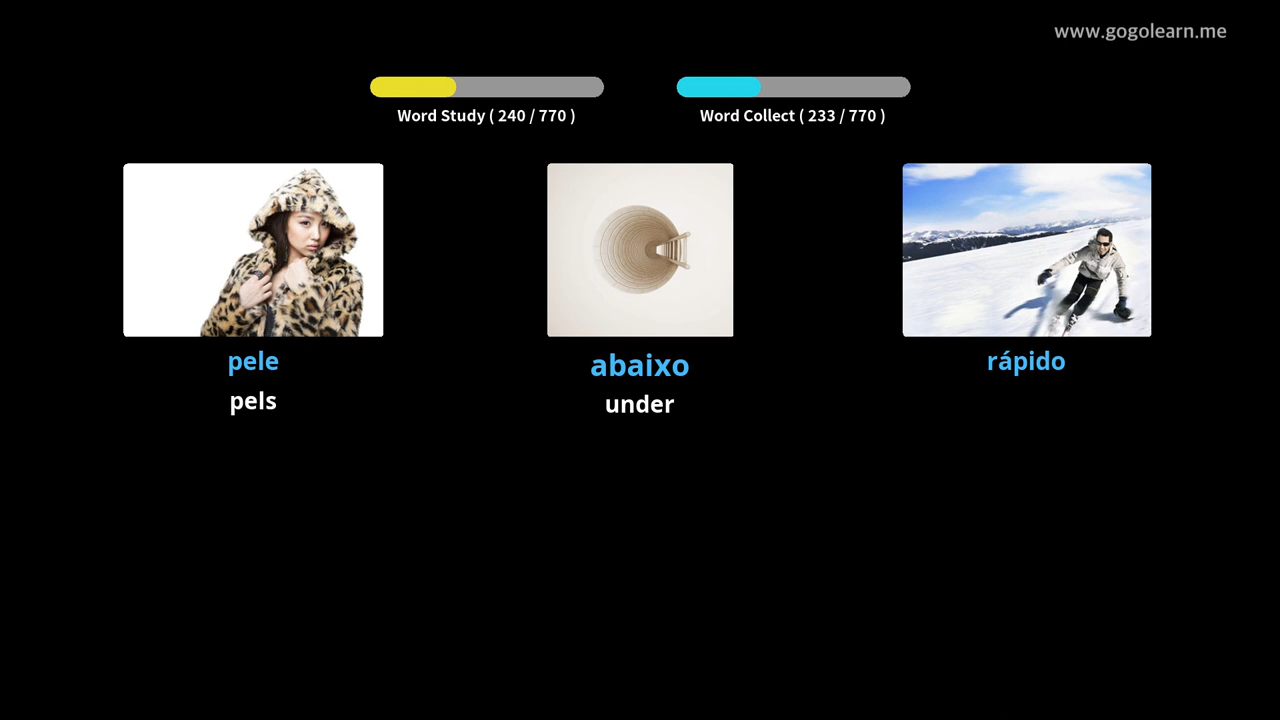 www.gogolearn.me
Word Study ( 240 / 770 )
Word Collect ( 233 / 770 )
pele
abaixo
rápido
pels
under